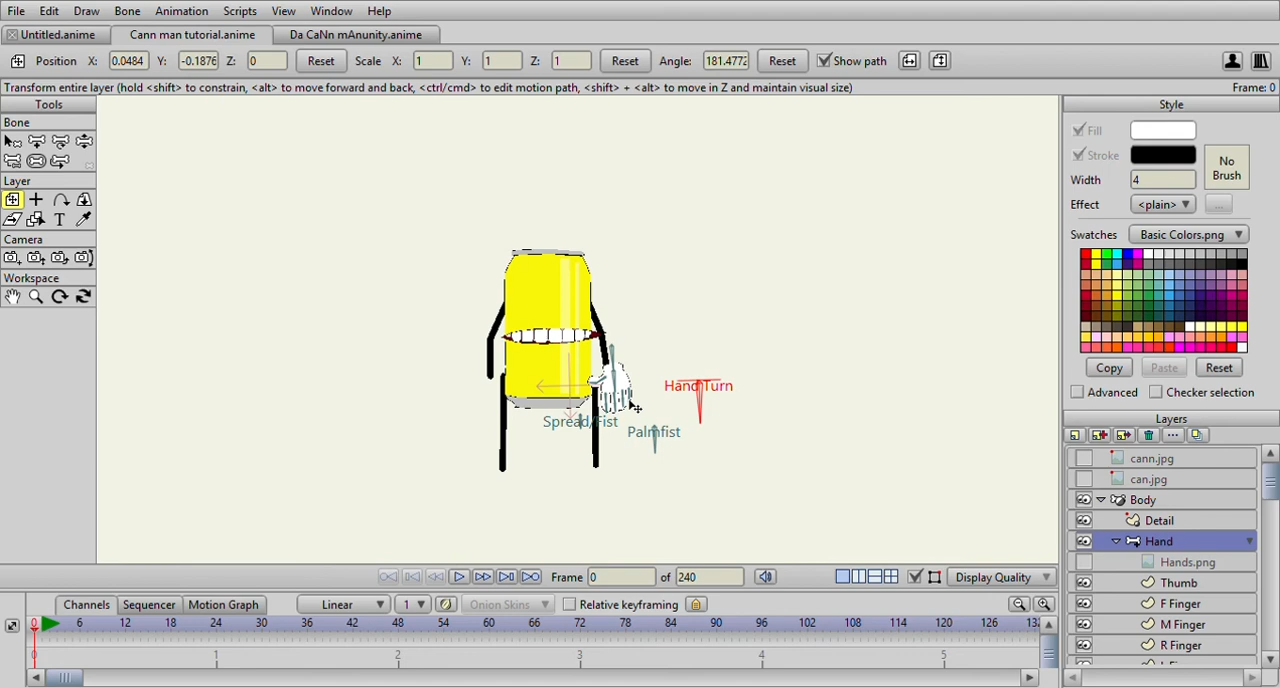 File Edit Draw Bone Animation Scripts View Window Help
Untitled.anime Cann man tutorial.anime Da CaNn mAnunity.anime
Position X: 0.0484 Y: -0.1876 Z: 0 Reset Scale X: 1 Y: 1 Z: 1 Reset Angle: 181.4772 Reset Show path
Transform entire layer (hold <shift> to constrain, <alt> to move forward and back, <ctrl/cmd> to edit motion path, <shift> + <alt> to move in Z and maintain visual size) Frame: 0
Tools
Bone
Layer
T
Camera
Workspace
Hand Turn
Spread/Fist
Palmfist
Style
Fill
Stroke
No Brush
Width 4
Effect <plain> ...
Swatches Basic Colors.png
Copy Paste Reset
Advanced Checker selection
Layers
cann.jpg
can.jpg
Body
Detail
Hand
Hands.png
Thumb
F Finger
M Finger
R Finger
Frame 0 of 240 Display Quality
Channels Sequencer Motion Graph Linear 1 Onion Skins Relative keyframing
0 6 12 18 24 30 36 42 48 54 60 66 72 78 84 90 96 102 108 114 120 126
0 1 2 3 4 5